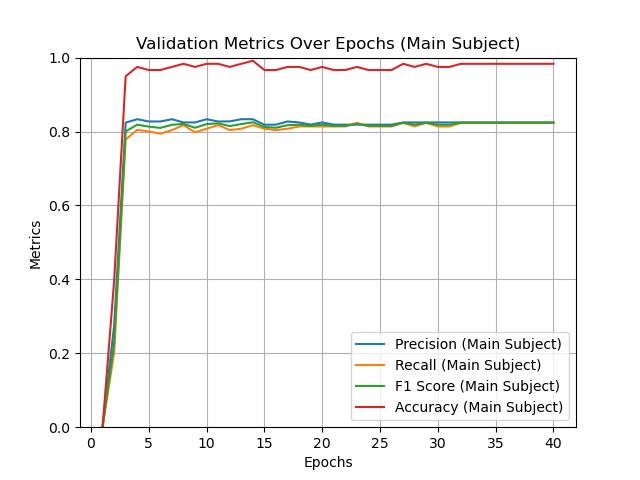 Validation Metrics Over Epochs (Main Subject)
Metrics
1.0
0.8
0.6
0.4
0.2
0.0
Precision (Main Subject)
Recall (Main Subject)
F1 Score (Main Subject)
Accuracy (Main Subject)
0 5 10 15 20 25 30 35 40
Epochs